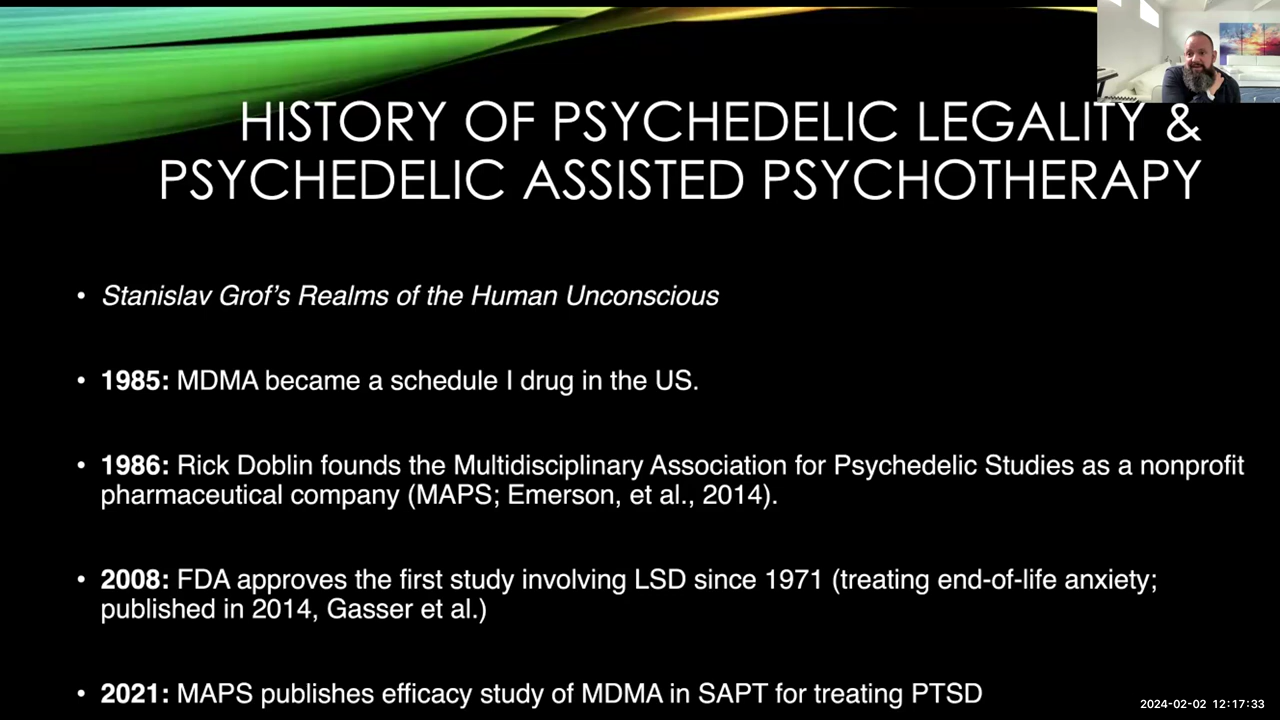 HISTORY OF PSYCHEDELIC LEGALITY &
PSYCHEDELIC ASSISTED PSYCHOTHERAPY
• Stanislav Grof's Realms of the Human Unconscious
• 1985: MDMA became a schedule I drug in the US.
• 1986: Rick Doblin founds the Multidisciplinary Association for Psychedelic Studies as a nonprofit
pharmaceutical company (MAPS; Emerson, et al., 2014).
• 2008: FDA approves the first study involving LSD since 1971 (treating end-of-life anxiety;
published in 2014, Gasser et al.)
• 2021: MAPS publishes efficacy study of MDMA in SAPT for treating PTSD
2024-02-02 12:17:33